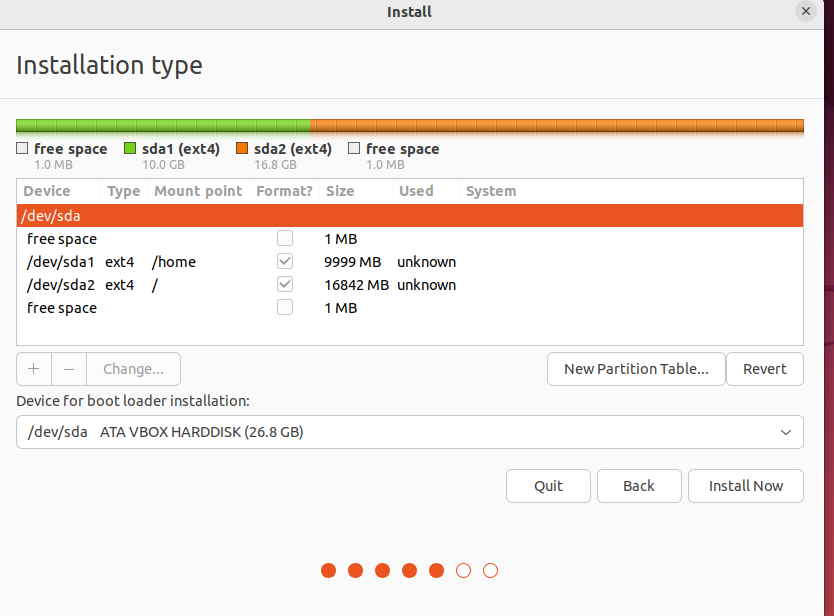 Install
Installation type
free space sda1 (ext4) sda2 (ext4) free space
1.0 MB 10.0 GB 16.8 GB 1.0 MB
Device Type Mount point Format? Size Used System
/dev/sda
free space 1 MB
/dev/sda1 ext4 /home 9999 MB unknown
/dev/sda2 ext4 / 16842 MB unknown
free space 1 MB
+ − Change... New Partition Table... Revert
Device for boot loader installation:
/dev/sda ATA VBOX HARDDISK (26.8 GB)
Quit Back Install Now